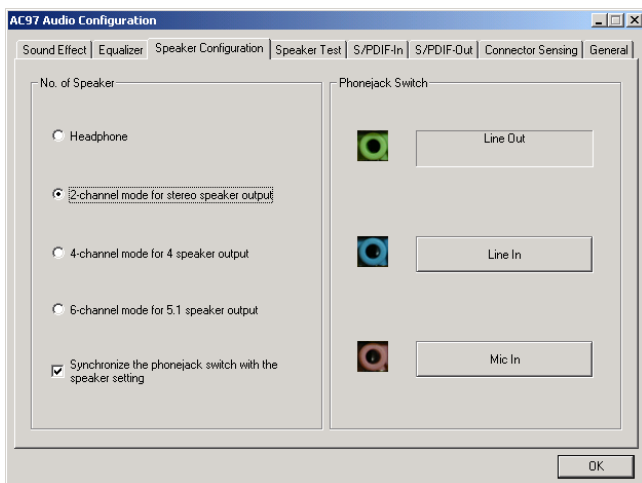 AC97 Audio Configuration
Sound Effect Equalizer Speaker Configuration Speaker Test S/PDIF-In S/PDIF-Out Connector Sensing General
No. of Speaker
Headphone
2-channel mode for stereo speaker output
4-channel mode for 4 speaker output
6-channel mode for 5.1 speaker output
Synchronize the phonejack switch with the
speaker setting
Phonejack Switch
Line Out
Line In
Mic In
OK